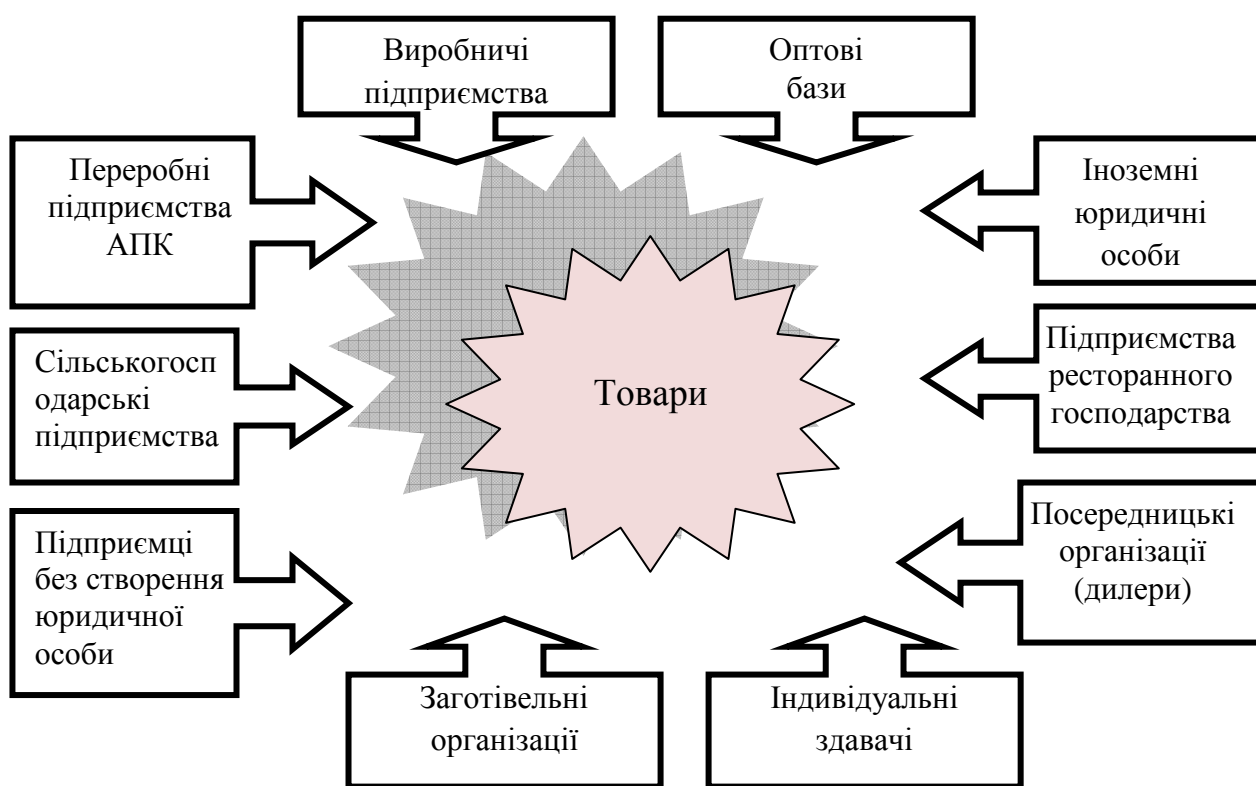 Виробничі
підприємства
Оптові
бази
Переробні
підприємства
АПК
Іноземні
юридичні
особи
Сільськогосп
одарські
підприємства
Товари
Підприємства
ресторанного
господарства
Підприємці
без створення
юридичної
особи
Посередницькі
організації
(дилери)
Заготівельні
організації
Індивідуальні
здавачі